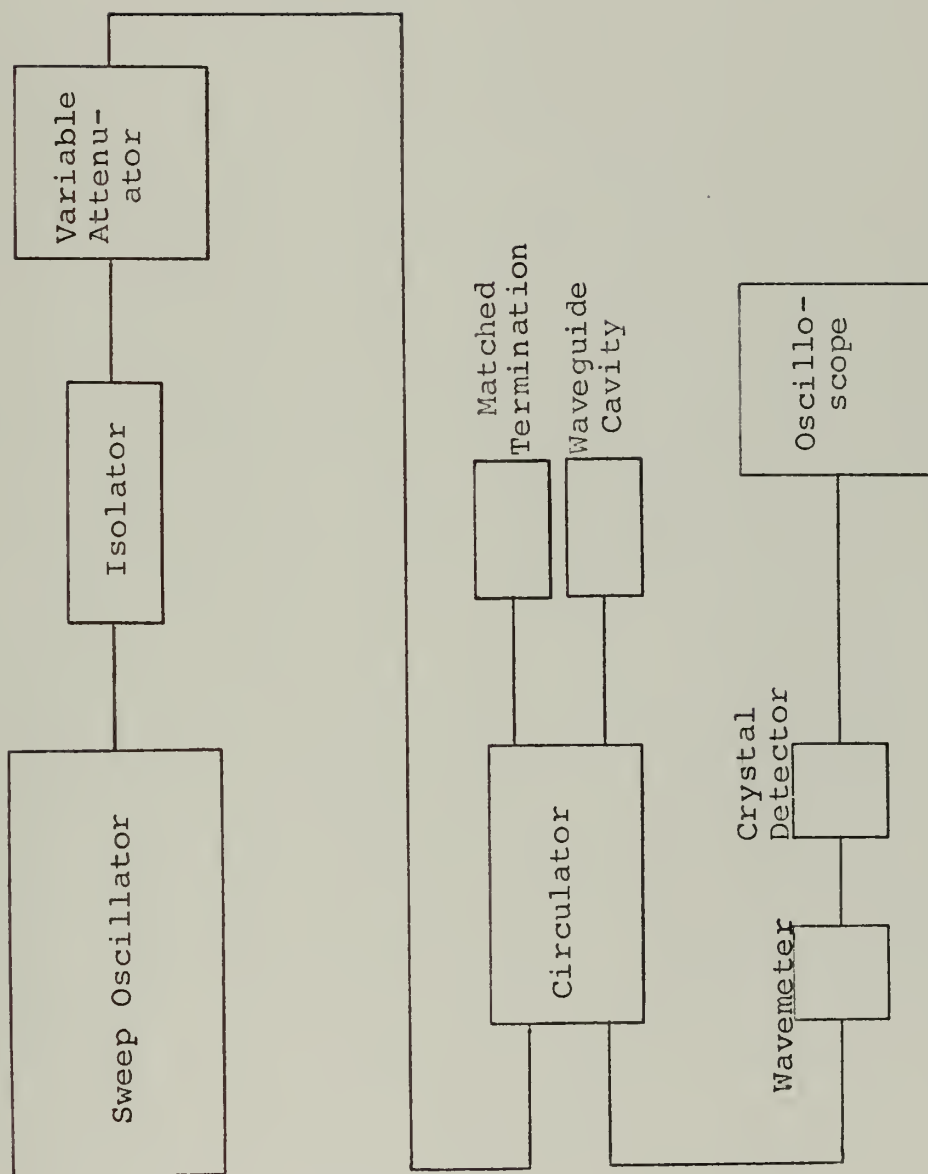 Sweep Oscillator
Isolator
Variable
Attenu-
ator
Circulator
Matched
Termination
Waveguide
Cavity
Wavemeter
Crystal
Detector
Oscillo-
scope